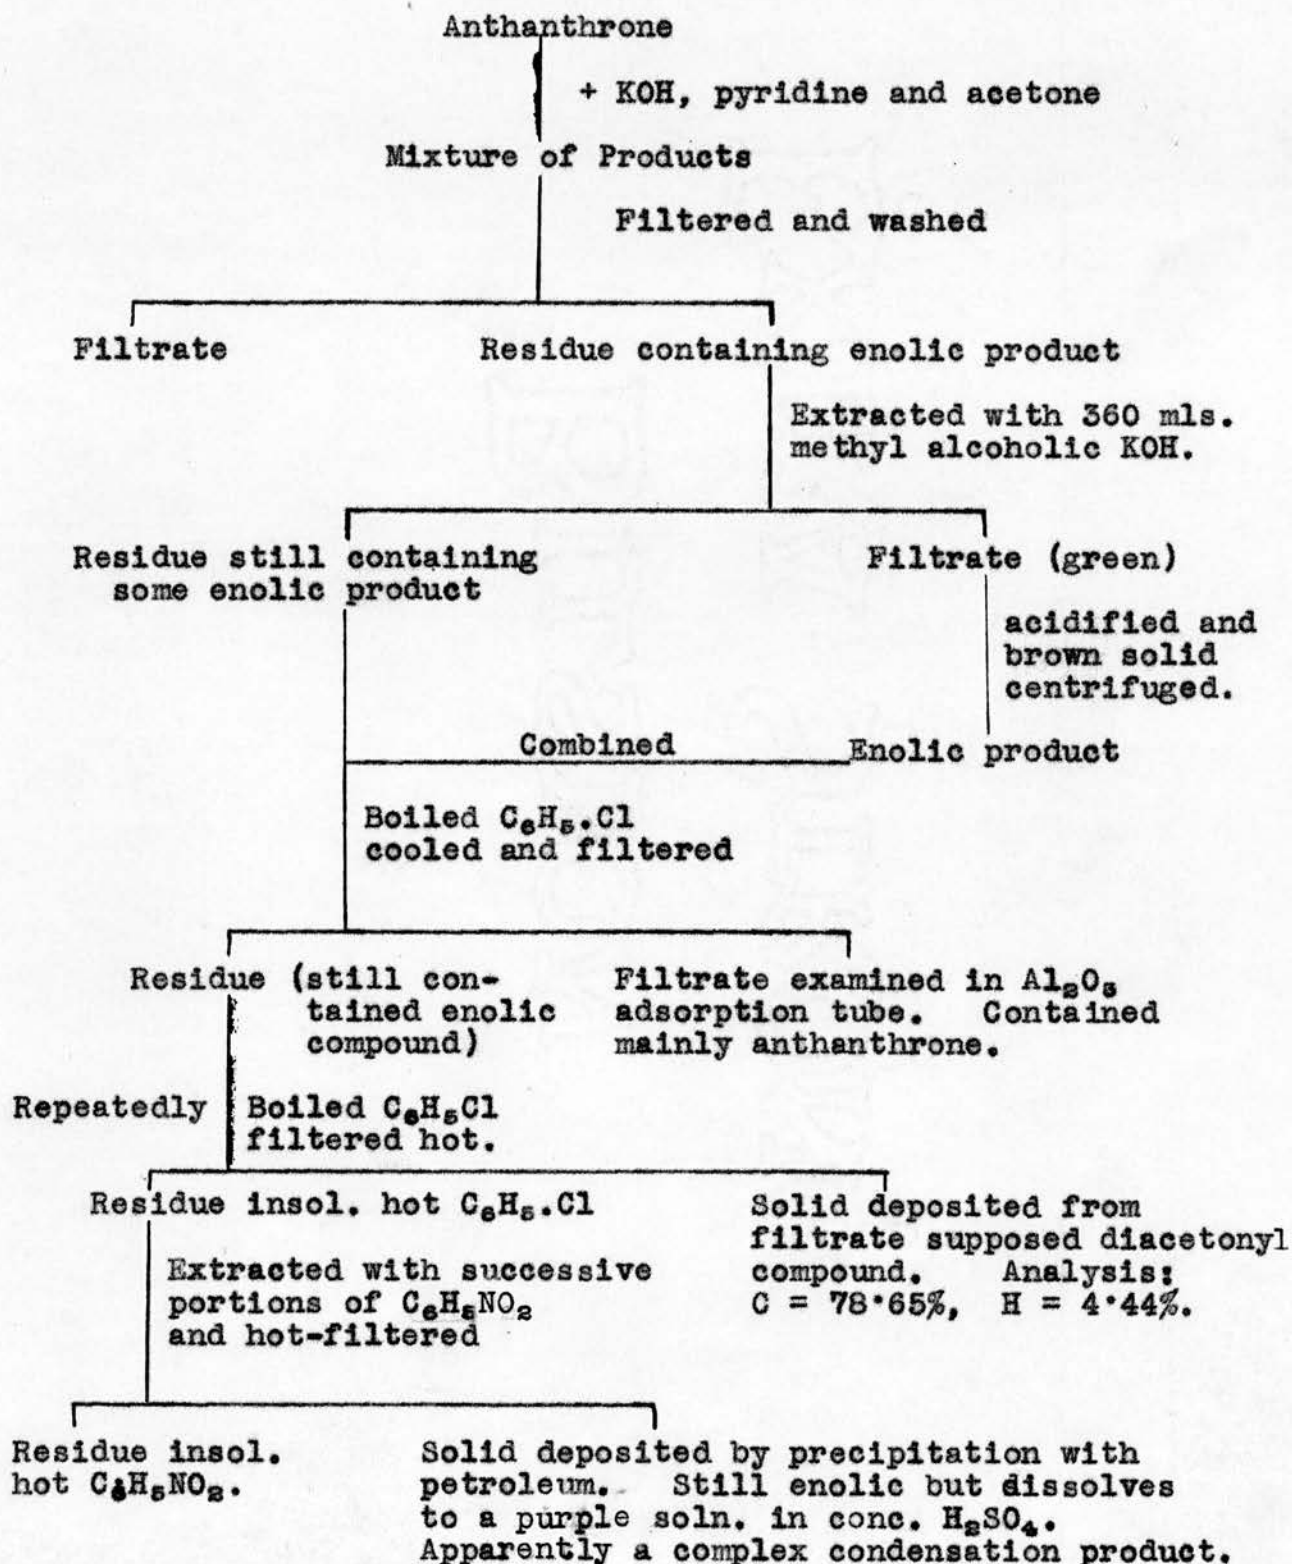 Anthanthrone
+ KOH, pyridine and acetone
Mixture of Products
Filtered and washed
Filtrate
Residue containing enolic product
Extracted with 360 mls.
methyl alcoholic KOH.
Residue still containing
some enolic product
Filtrate (green)
acidified and
brown solid
centrifuged.
Combined
Enolic product
Boiled C₆H₅.Cl
cooled and filtered
Residue (still con-
tained enolic
compound)
Filtrate examined in Al₂O₃
adsorption tube. Contained
mainly anthanthrone.
Repeatedly
Boiled C₆H₅Cl
filtered hot.
Residue insol. hot C₆H₅.Cl
Solid deposited from
filtrate supposed diacetonyl
compound. Analysis:
C = 78·65%, H = 4·44%.
Extracted with successive
portions of C₆H₅NO₂
and hot-filtered
Residue insol.
hot C₆H₅NO₂.
Solid deposited by precipitation with
petroleum. Still enolic but dissolves
to a purple soln. in conc. H₂SO₄.
Apparently a complex condensation product.